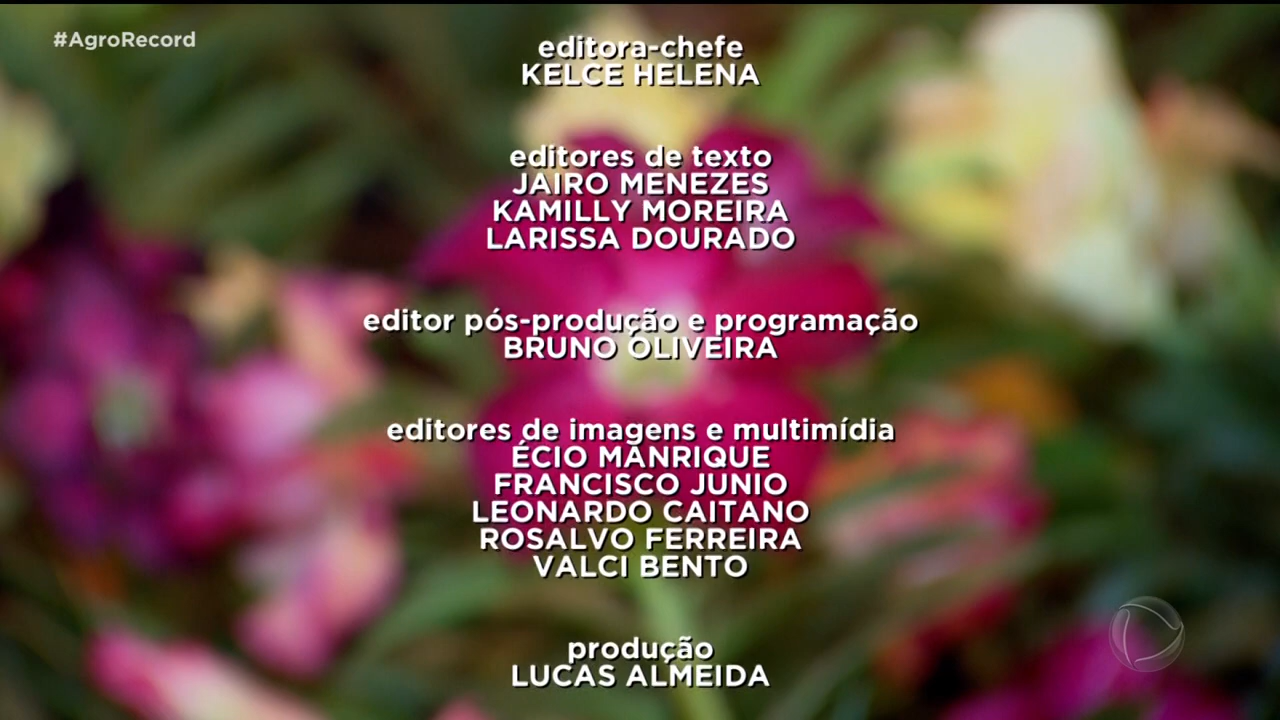 #AgroRecord
editora-chefe
KELCE HELENA
editores de texto
JAIRO MENEZES
KAMILLY MOREIRA
LARISSA DOURADO
editor pós-produção e programação
BRUNO OLIVEIRA
editores de imagens e multimídia
ÉCIO MANRIQUE
FRANCISCO JUNIO
LEONARDO CAITANO
ROSALVO FERREIRA
VALCI BENTO
produção
LUCAS ALMEIDA